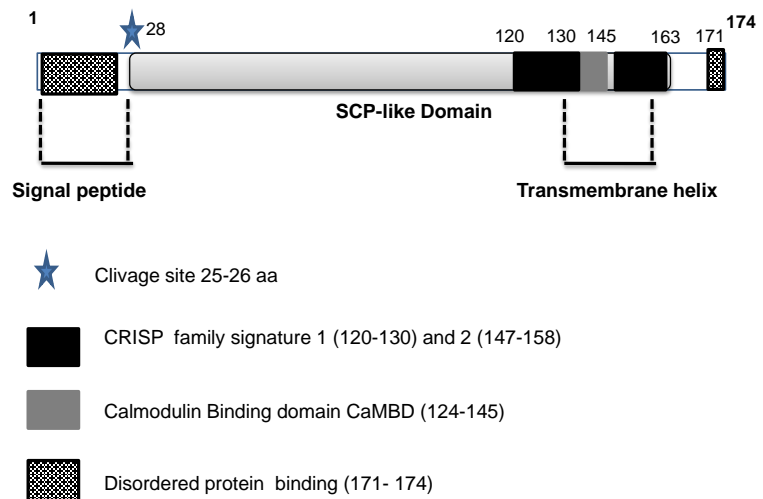 1
28
120 130 145 163 171 174
SCP-like Domain
Signal peptide
Transmembrane helix
Clivage site 25-26 aa
CRISP family signature 1 (120-130) and 2 (147-158)
Calmodulin Binding domain CaMBD (124-145)
Disordered protein binding (171- 174)